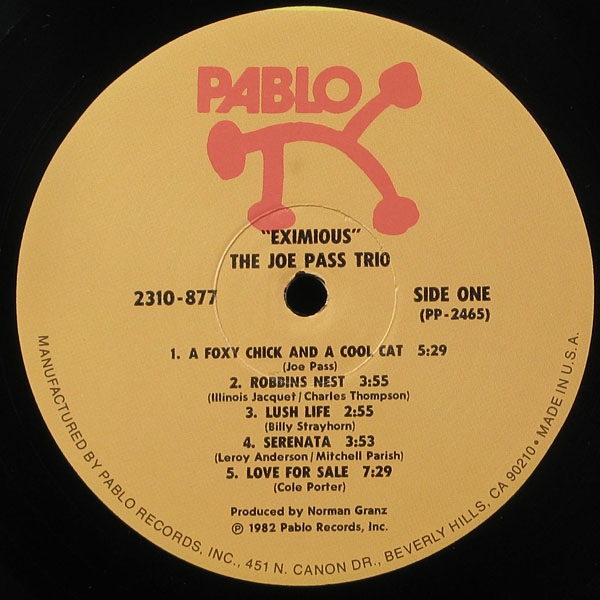 PABLO
"EXIMIOUS"
THE JOE PASS TRIO
2310-877
SIDE ONE
(PP-2465)
1. A FOXY CHICK AND A COOL CAT 5:29
(Joe Pass)
2. ROBBINS NEST 3:55
(Illinois Jacquet/Charles Thompson)
3. LUSH LIFE 2:55
(Billy Strayhorn)
4. SERENATA 3:53
(Leroy Anderson/Mitchell Parish)
5. LOVE FOR SALE 7:29
(Cole Porter)
Produced by Norman Granz
℗ 1982 Pablo Records, Inc.
MANUFACTURED BY PABLO RECORDS, INC., 451 N. CANON DR., BEVERLY HILLS, CA 90210 • MADE IN U.S.A.